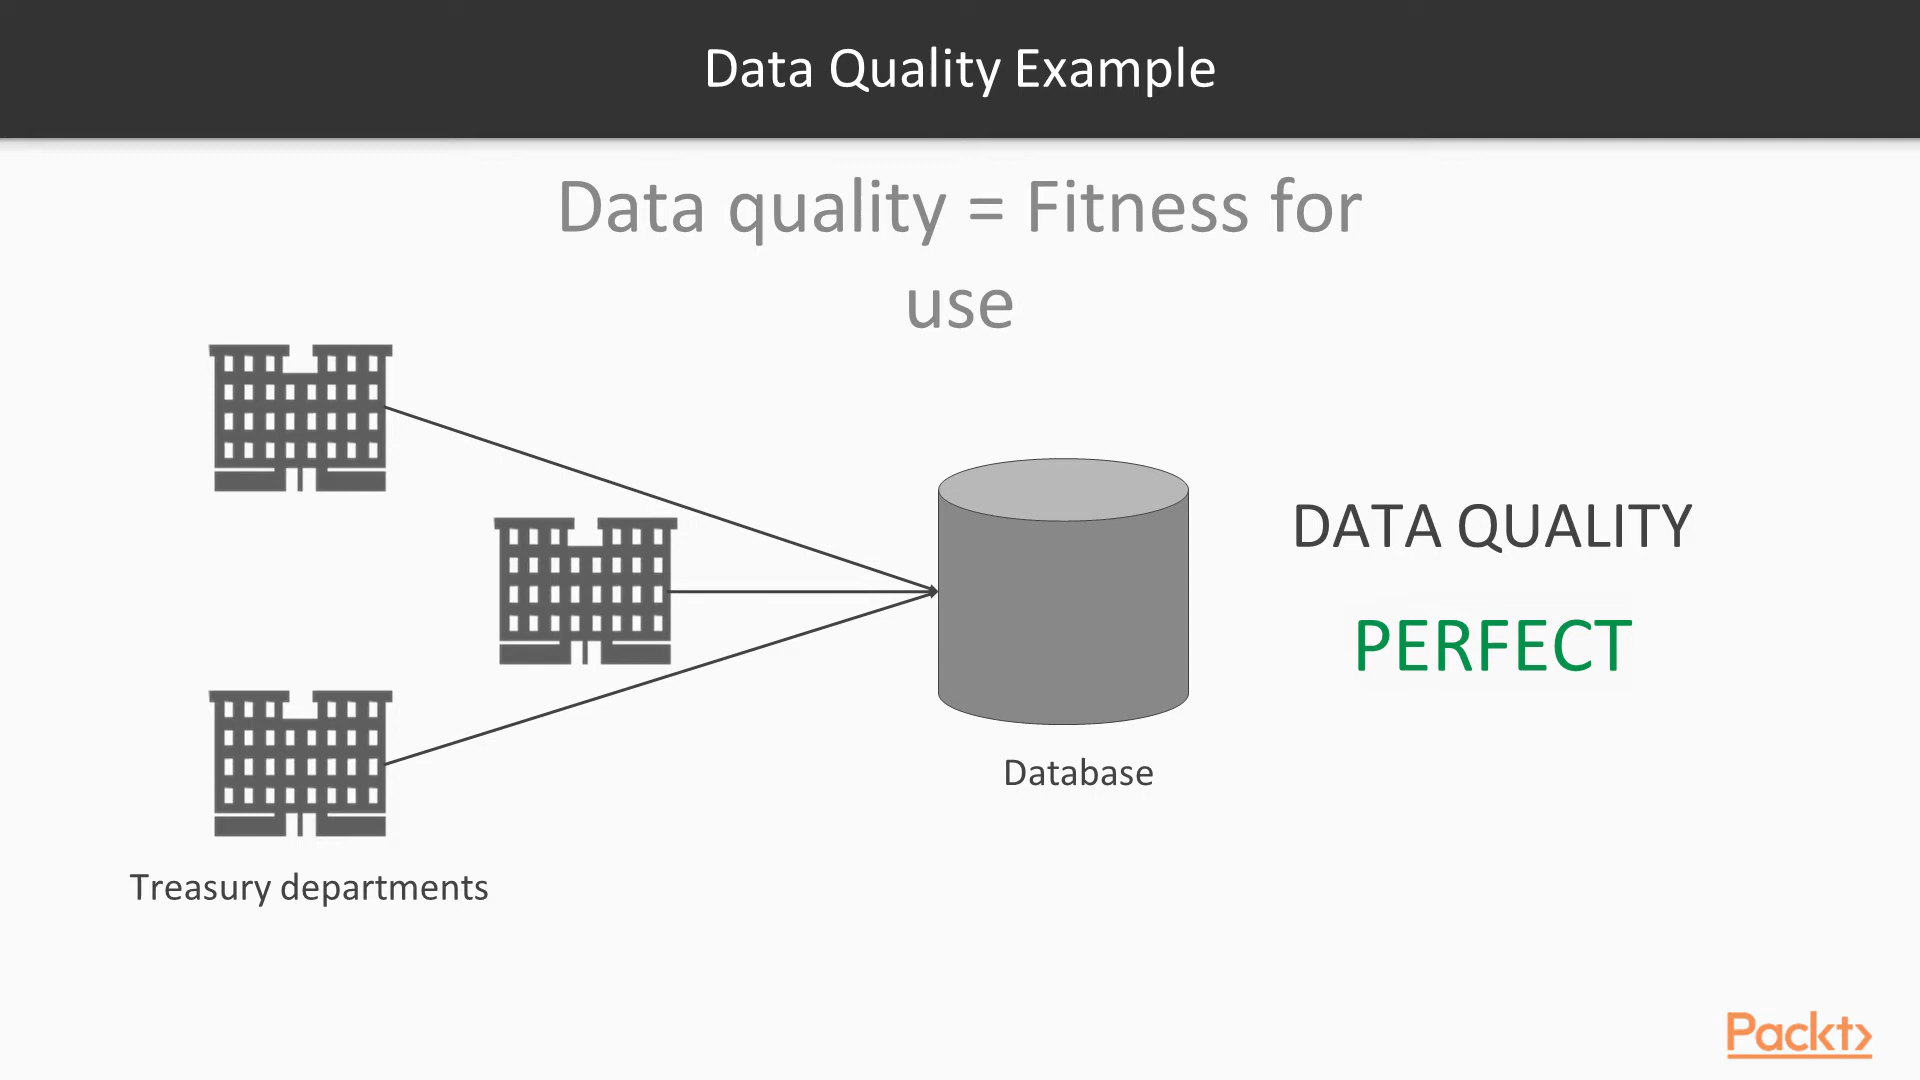 Data Quality Example
Data quality = Fitness for
use
DATA QUALITY
PERFECT
Database
Treasury departments
Packt>